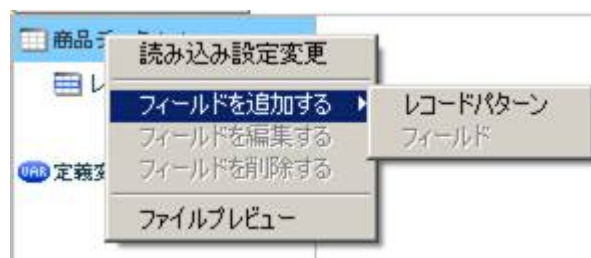 商品デ
読み込み設定変更
レ
フィールドを追加する
レコードパターン
フィールドを編集する
フィールド
定義変
フィールドを削除する
ファイルプレビュー